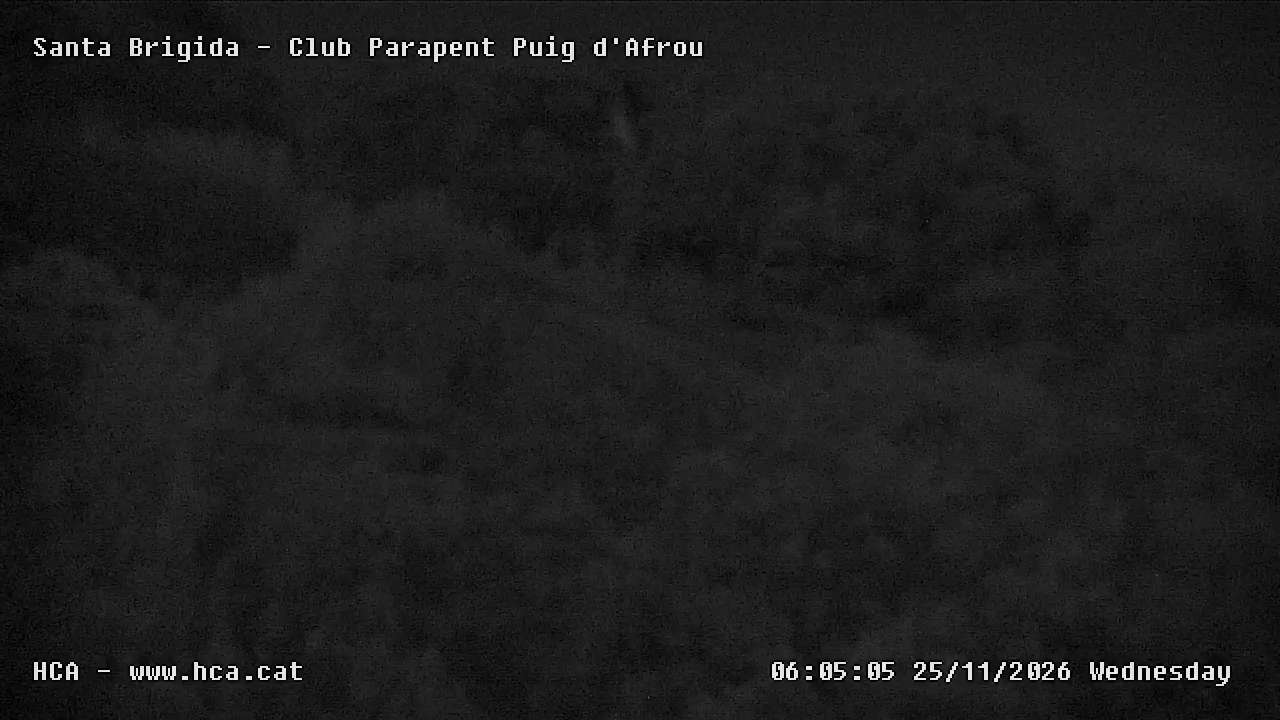 Santa Brigida - Club Parapent Puig d'Afrou
HCA - www.hca.cat
06:05:05 25/11/2026 Wednesday